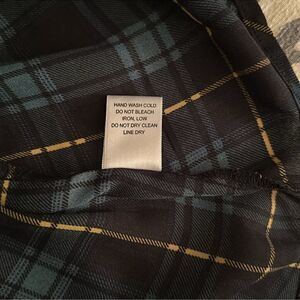 HAND WASH COLD
DO NOT BLEACH
IRON, LOW
DO NOT DRY CLEAN
LINE DRY